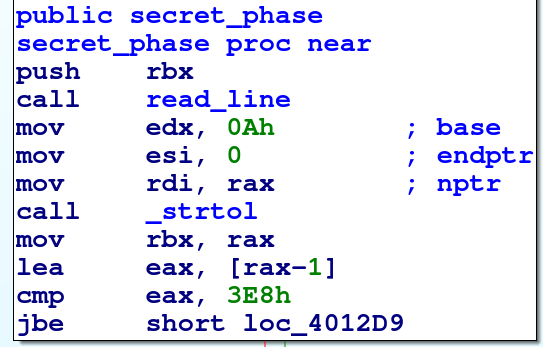 public secret_phase
secret_phase proc near
push    rbx
call    read_line
mov     edx, 0Ah        ; base
mov     esi, 0          ; endptr
mov     rdi, rax        ; nptr
call    _strtol
mov     rbx, rax
lea     eax, [rax-1]
cmp     eax, 3E8h
jbe     short loc_4012D9